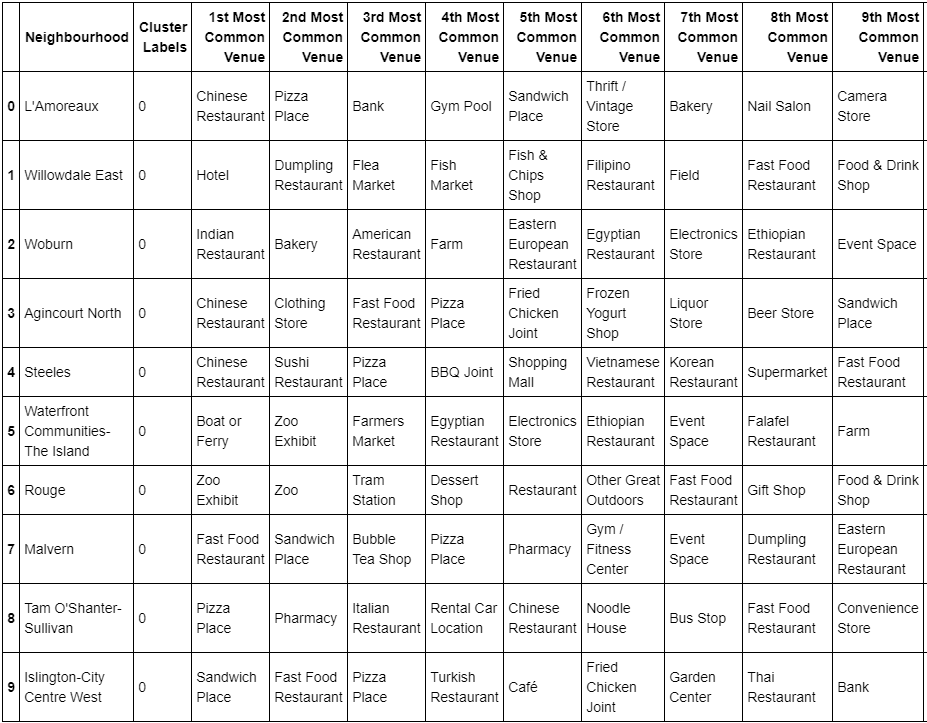 Neighbourhood Cluster Labels 1st Most Common Venue 2nd Most Common Venue 3rd Most Common Venue 4th Most Common Venue 5th Most Common Venue 6th Most Common Venue 7th Most Common Venue 8th Most Common Venue 9th Most Common Venue
0 L'Amoreaux 0 Chinese Restaurant Pizza Place Bank Gym Pool Sandwich Place Thrift / Vintage Store Bakery Nail Salon Camera Store
1 Willowdale East 0 Hotel Dumpling Restaurant Flea Market Fish Market Fish & Chips Shop Filipino Restaurant Field Fast Food Restaurant Food & Drink Shop
2 Woburn 0 Indian Restaurant Bakery American Restaurant Farm Eastern European Restaurant Egyptian Restaurant Electronics Store Ethiopian Restaurant Event Space
3 Agincourt North 0 Chinese Restaurant Clothing Store Fast Food Restaurant Pizza Place Fried Chicken Joint Frozen Yogurt Shop Liquor Store Beer Store Sandwich Place
4 Steeles 0 Chinese Restaurant Sushi Restaurant Pizza Place BBQ Joint Shopping Mall Vietnamese Restaurant Korean Restaurant Supermarket Fast Food Restaurant
5 Waterfront Communities-The Island 0 Boat or Ferry Zoo Exhibit Farmers Market Egyptian Restaurant Electronics Store Ethiopian Restaurant Event Space Falafel Restaurant Farm
6 Rouge 0 Zoo Exhibit Zoo Tram Station Dessert Shop Restaurant Other Great Outdoors Fast Food Restaurant Gift Shop Food & Drink Shop
7 Malvern 0 Fast Food Restaurant Sandwich Place Bubble Tea Shop Pizza Place Pharmacy Gym / Fitness Center Event Space Dumpling Restaurant Eastern European Restaurant
8 Tam O'Shanter-Sullivan 0 Pizza Place Pharmacy Italian Restaurant Rental Car Location Chinese Restaurant Noodle House Bus Stop Fast Food Restaurant Convenience Store
9 Islington-City Centre West 0 Sandwich Place Fast Food Restaurant Pizza Place Turkish Restaurant Café Fried Chicken Joint Garden Center Thai Restaurant Bank